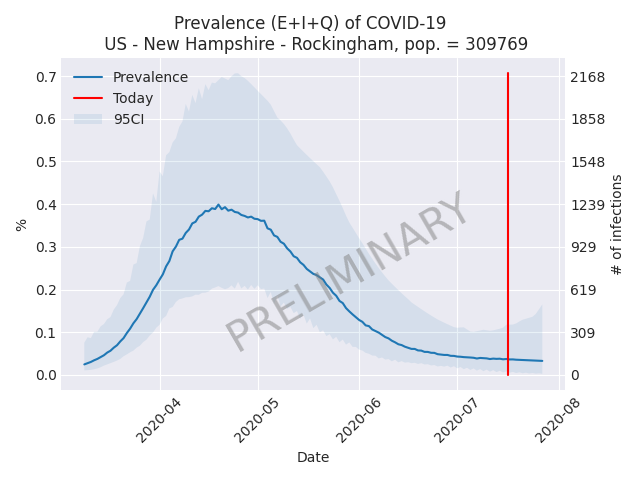 Prevalence (E+I+Q) of COVID-19
US - New Hampshire - Rockingham, pop. = 309769
Prevalence
Today
95CI
0.7
0.6
0.5
0.4
0.3
0.2
0.1
0.0
%
2168
1858
1548
1239
929
619
309
0
# of infections
PRELIMINARY
2020-04
2020-05
2020-06
2020-07
2020-08
Date